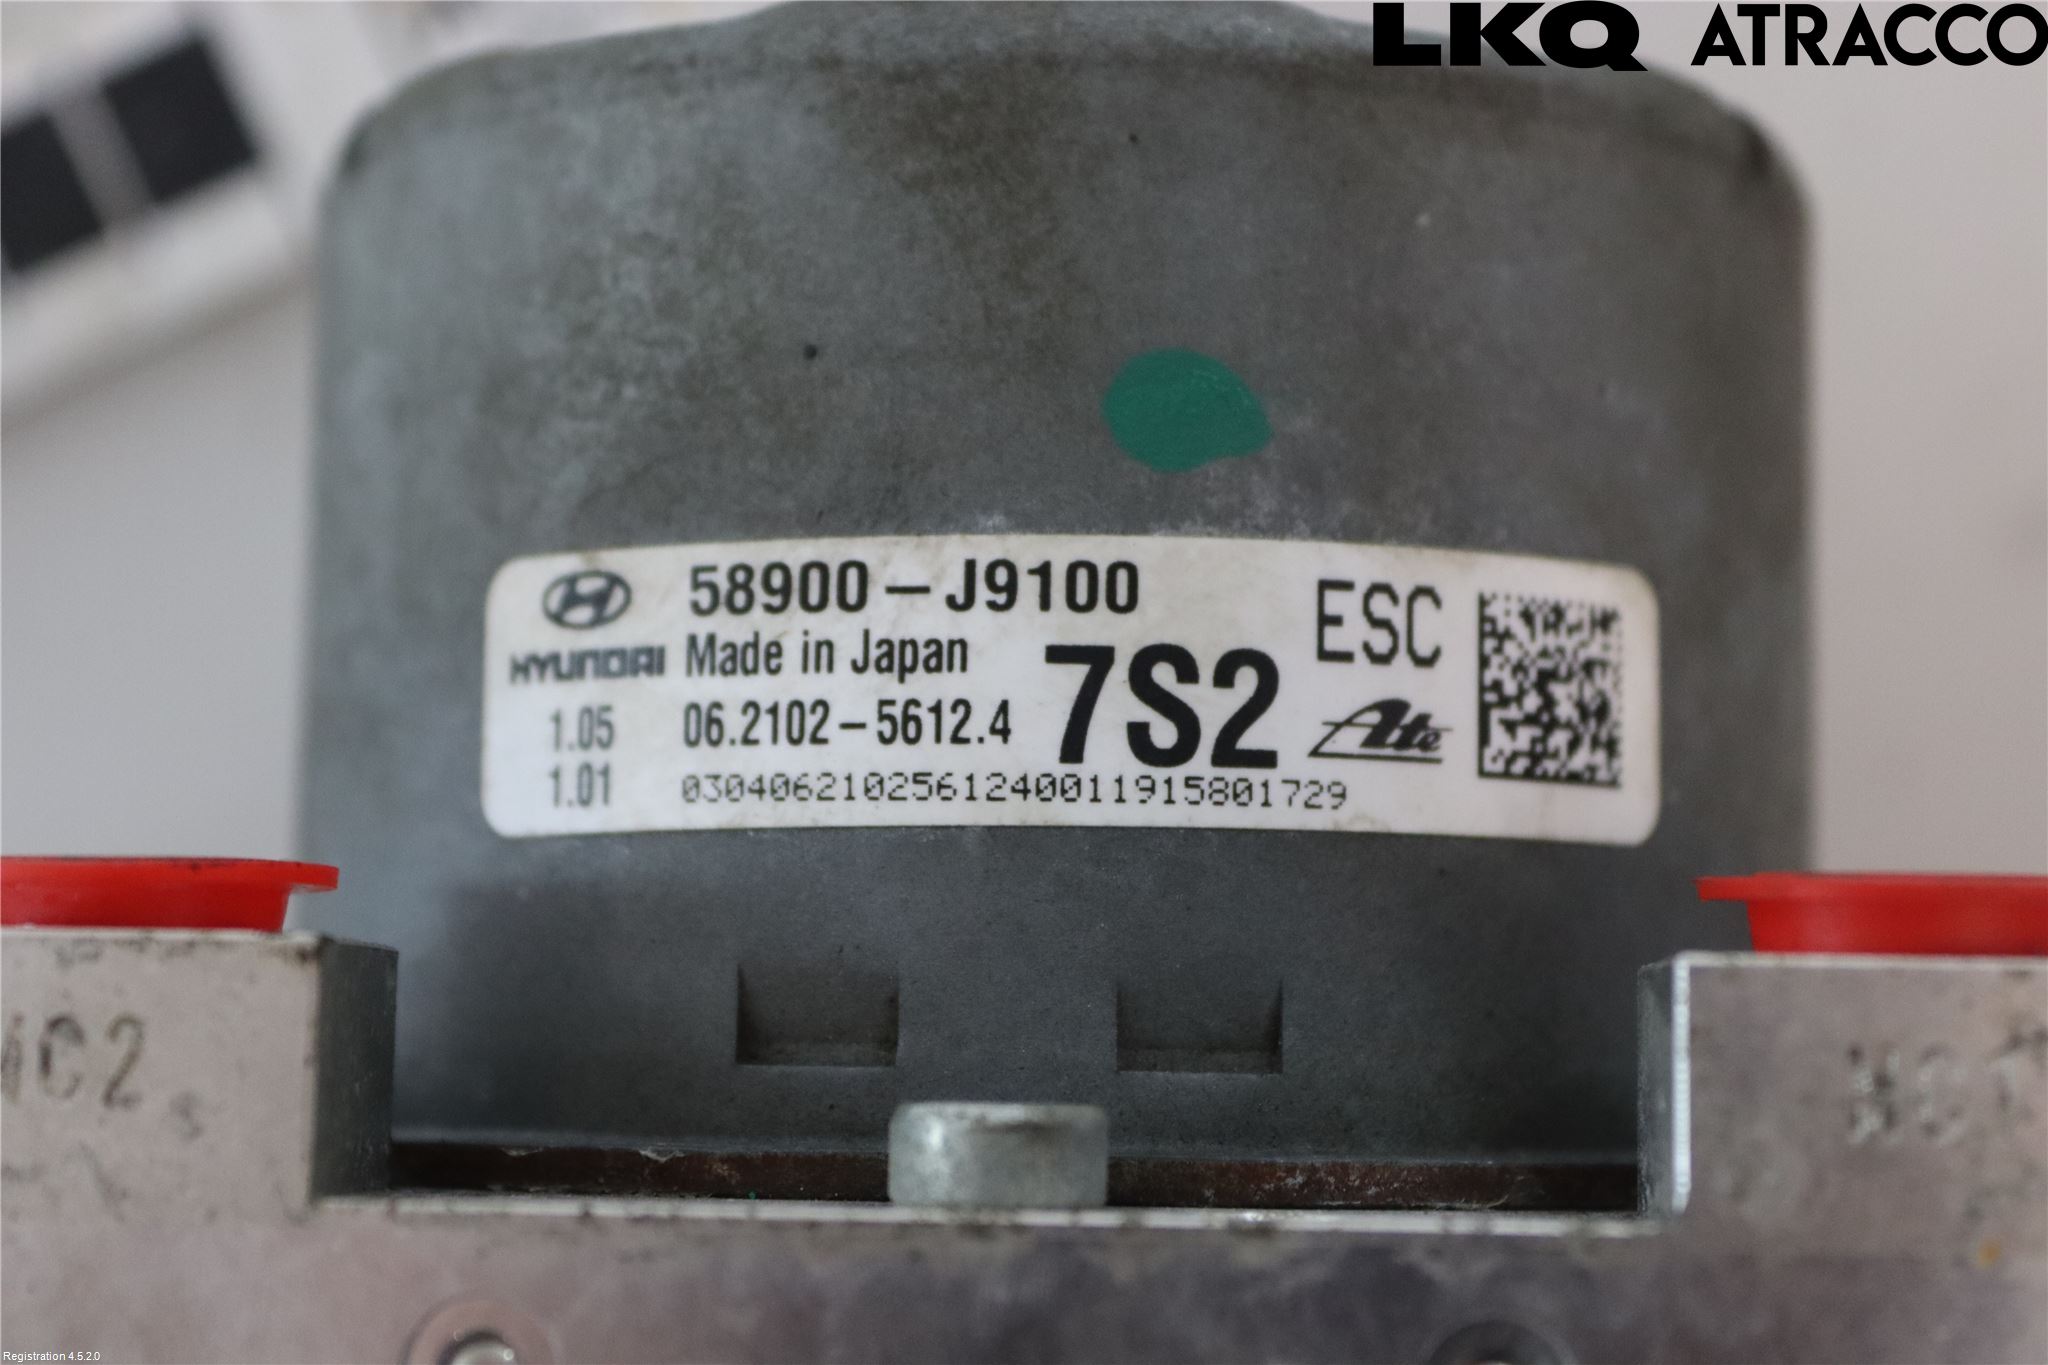 LKQ ATRACCO
58900-J9100
HYUNDAI
Made in Japan
7S2
ESC
1.05
06.2102-5612.4
Ate
1.01
0304062102561240011915801729
MC2
Registration 4.5.2.0